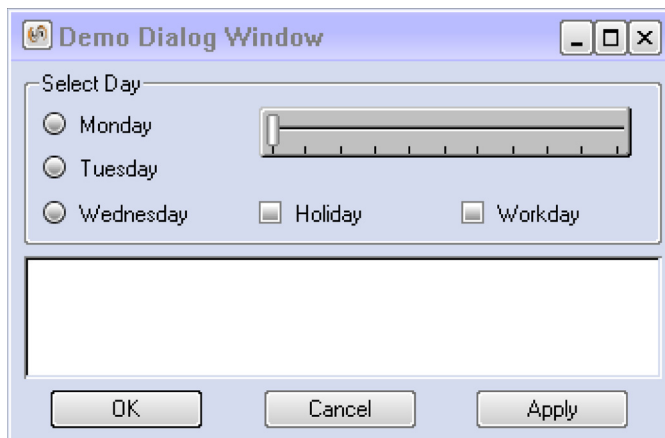 Demo Dialog Window
Select Day
Monday
Tuesday
Wednesday Holiday Workday
OK Cancel Apply